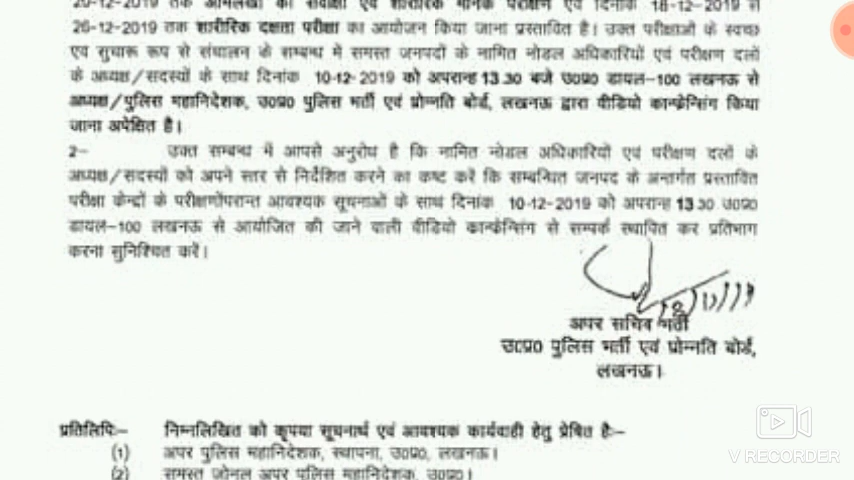 20-12-2019 तक अभिलेखों की संवीक्षा एवं शारीरिक मानक परीक्षण एवं दिनांक 18-12-2019 से
26-12-2019 तक शारीरिक दक्षता परीक्षा का आयोजन किया जाना प्रस्तावित है। उक्त परीक्षाओं के स्वच्छ
एवं सुचारू रूप से संचालन के सम्बन्ध में समस्त जनपदों के नामित नोडल अधिकारियों एवं परीक्षण दलों
के अध्यक्ष/सदस्यों के साथ दिनांक 10-12-2019 को अपरान्ह 13.30 बजे उ0प्र0 डायल-100 लखनऊ से
अध्यक्ष/पुलिस महानिदेशक, उ0प्र0 पुलिस भर्ती एवं प्रोन्नति बोर्ड, लखनऊ द्वारा वीडियो कान्फ्रेन्सिंग किया
जाना अपेक्षित है।
2- उक्त सम्बन्ध में आपसे अनुरोध है कि नामित नोडल अधिकारियों एवं परीक्षण दलों के
अध्यक्ष/सदस्यों को अपने स्तर से निर्देशित करने का कष्ट करें कि सम्बन्धित जनपद के अन्तर्गत प्रस्तावित
परीक्षा केन्द्रों के परीक्षणोंपरान्त आवश्यक सूचनाओं के साथ दिनांक 10-12-2019 को अपरान्ह 13.30 उ0प्र0
डायल-100 लखनऊ से आयोजित की जाने वाली वीडियो कान्फ्रेन्सिंग से सम्पर्क स्थापित कर प्रतिभाग
करना सुनिश्चित करें।
अपर सचिव भर्ती
उ0प्र0 पुलिस भर्ती एवं प्रोन्नति बोर्ड,
लखनऊ।
प्रतिलिपिः- निम्नलिखित को कृपया सूचनार्थ एवं आवश्यक कार्यवाही हेतु प्रेषित हैः-
(1) अपर पुलिस महानिदेशक, स्थापना, उ0प्र0, लखनऊ।
(2) समस्त जोनल अपर पुलिस महानिदेशक, उ0प्र0।
V RECORDER